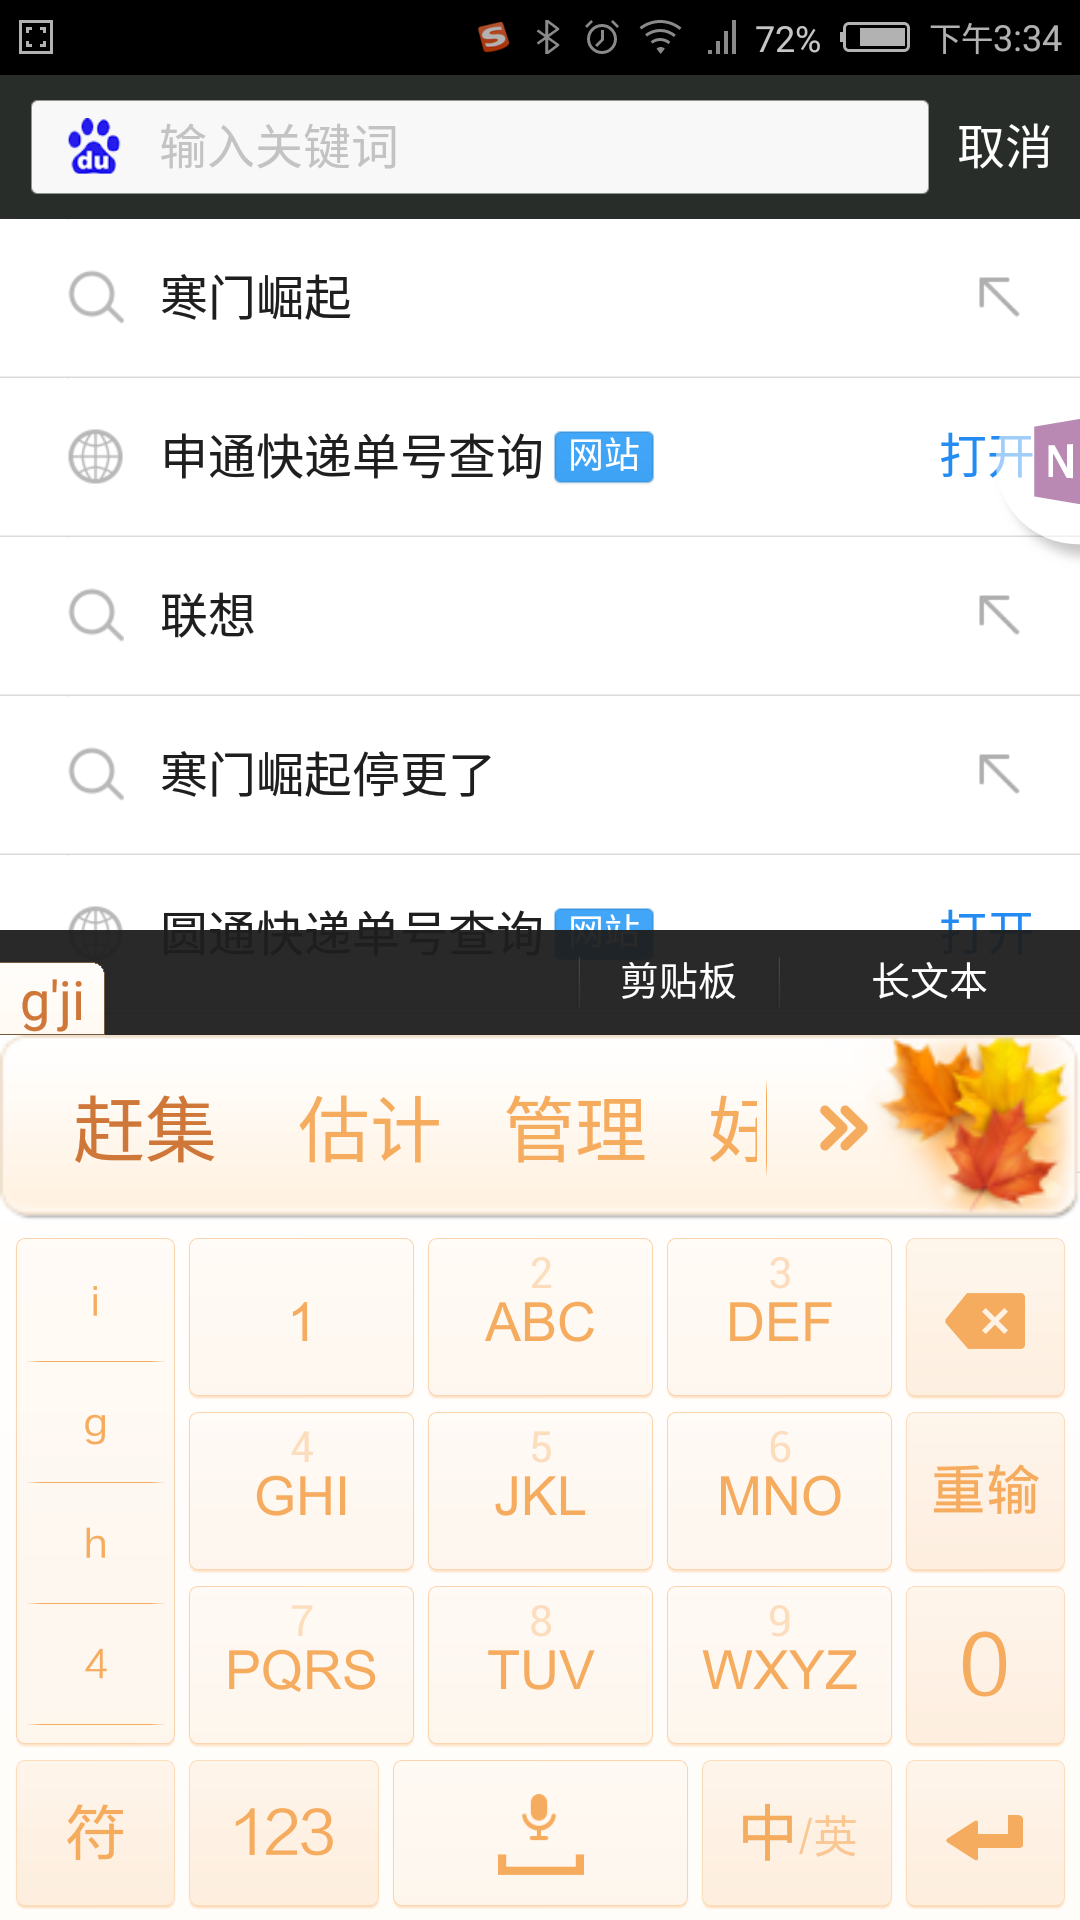 72% 下午3:34
du 输入关键词 取消
寒门崛起
申通快递单号查询 网站 打开 N
联想
寒门崛起停更了
圆通快递单号查询 网站 打开
g'ji 剪贴板 长文本
赶集 估计 管理 好
i
g
h
4
1
2
ABC
3
DEF
4
GHI
5
JKL
6
MNO
重输
7
PQRS
8
TUV
9
WXYZ
0
符 123 中/英